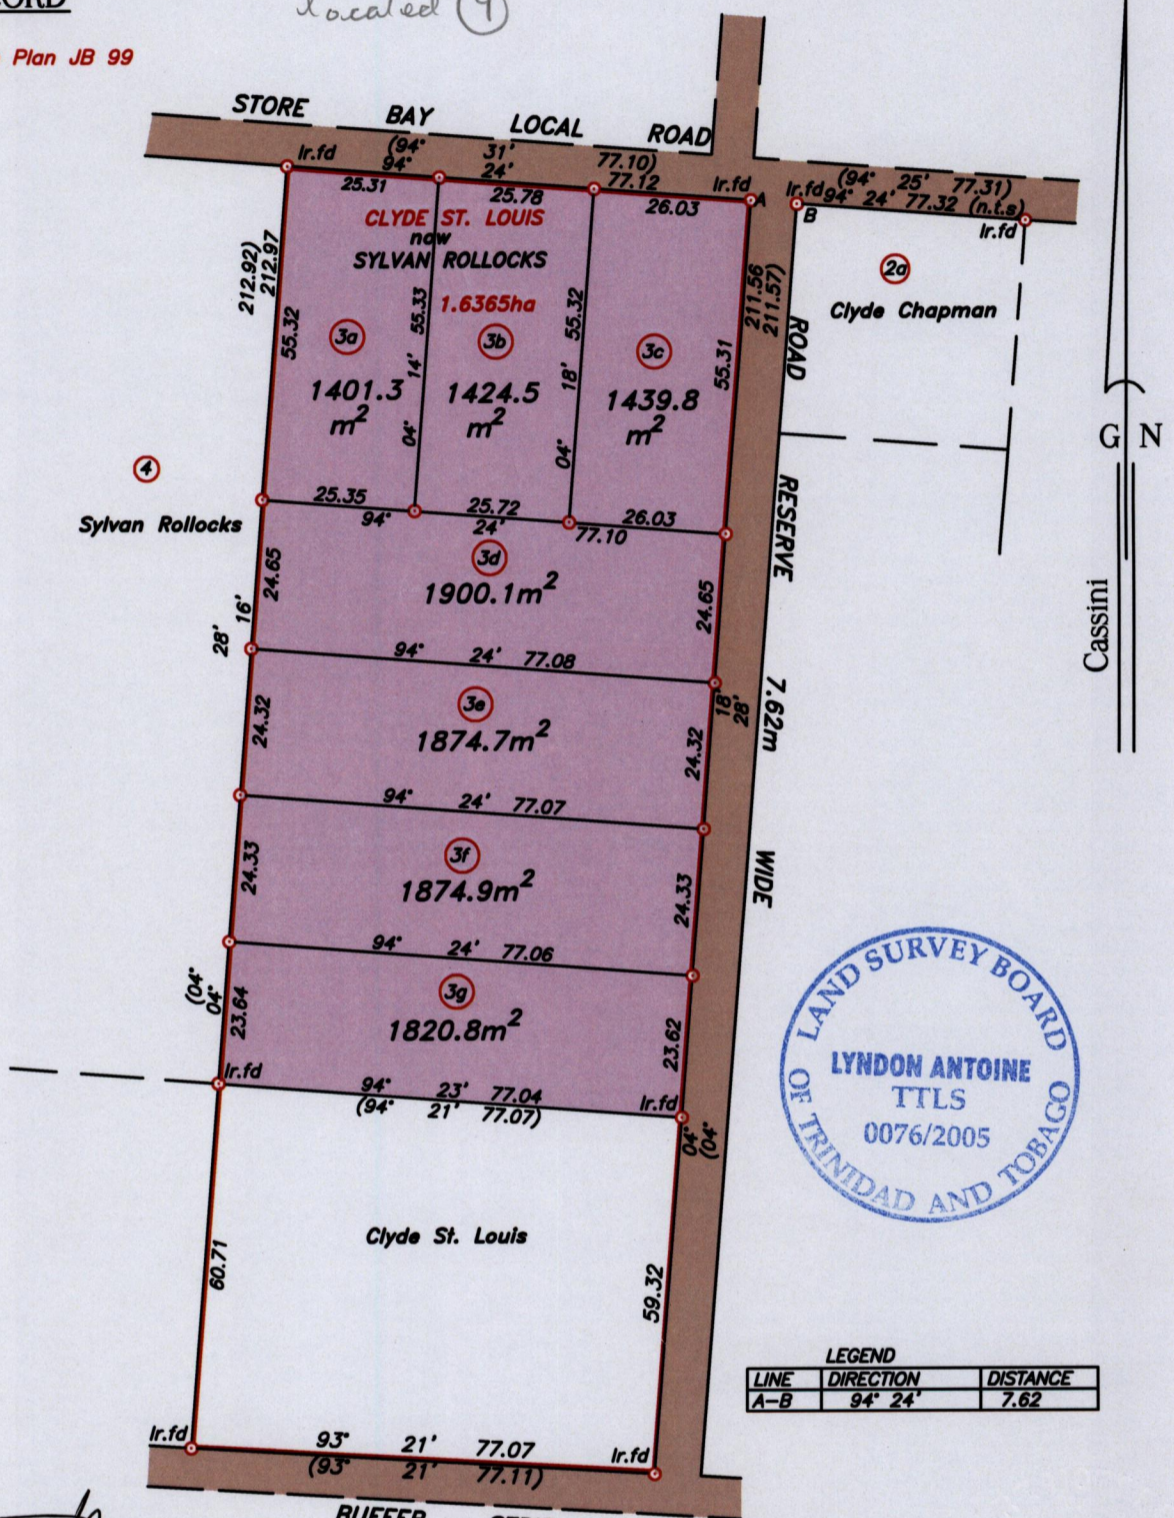 located 4
Plan JB 99
STORE BAY LOCAL ROAD
(94° 31' 77.10)
94° 24' 77.12
Ir.fd
Ir.fd
A
25.31
25.78
26.03
Ir.fd
B
(94° 25' 77.31)
94° 24' 77.32 (n.t.s)
Ir.fd
CLYDE ST. LOUIS
now
SYLVAN ROLLOCKS
1.6365ha
212.92)
212.97
55.32
04° 14' 55.33
04° 18' 55.32
55.31
211.56
211.57)
3a
1401.3
m²
3b
1424.5
m²
3c
1439.8
m²
2a
Clyde Chapman
G N
Cassini
4
Sylvan Rollocks
25.35
25.72
26.03
94° 24' 77.10
3d
1900.1m²
24.65
24.65
28' 16'
94° 24' 77.08
18'
28'
3e
1874.7m²
24.32
24.32
94° 24' 77.07
3f
1874.9m²
24.33
24.33
94° 24' 77.06
3g
1820.8m²
(04°
04°
23.64
23.62
Ir.fd
94° 23' 77.04
(94° 21' 77.07)
Ir.fd
04°
(04°
ROAD RESERVE 7.62m WIDE
LAND SURVEY BOARD
LYNDON ANTOINE
TTLS
0076/2005
OF TRINIDAD AND TOBAGO
Clyde St. Louis
60.71
59.32
LEGEND
LINE DIRECTION DISTANCE
A-B 94° 24' 7.62
Ir.fd
93° 21' 77.07
(93° 21' 77.11)
Ir.fd